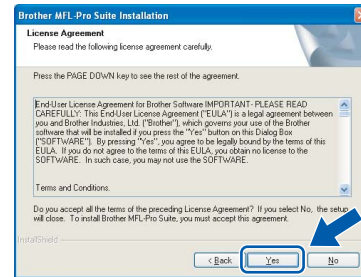 Brother MFL-Pro Suite Installation
License Agreement
Please read the following license agreement carefully.
Press the PAGE DOWN key to see the rest of the agreement.
End-User License Agreement for Brother Software IMPORTANT- PLEASE READ
CAREFULLY: This End-User License Agreement ("EULA") is a legal agreement between
you and Brother Industries, Ltd. ("Brother"), which governs your use of the Brother
software that will be installed if you press the "Yes" button on this Dialog Box
("SOFTWARE"). By pressing "Yes", you agree to be legally bound by the terms of this
EULA. If you do not agree to the terms of this EULA, you obtain no license to the
SOFTWARE. In such case, you may not use the SOFTWARE.
Terms and Conditions.
Do you accept all the terms of the preceding License Agreement? If you select No, the setup
will close. To install Brother MFL-Pro Suite, you must accept this agreement.
InstallShield
< Back
Yes
No